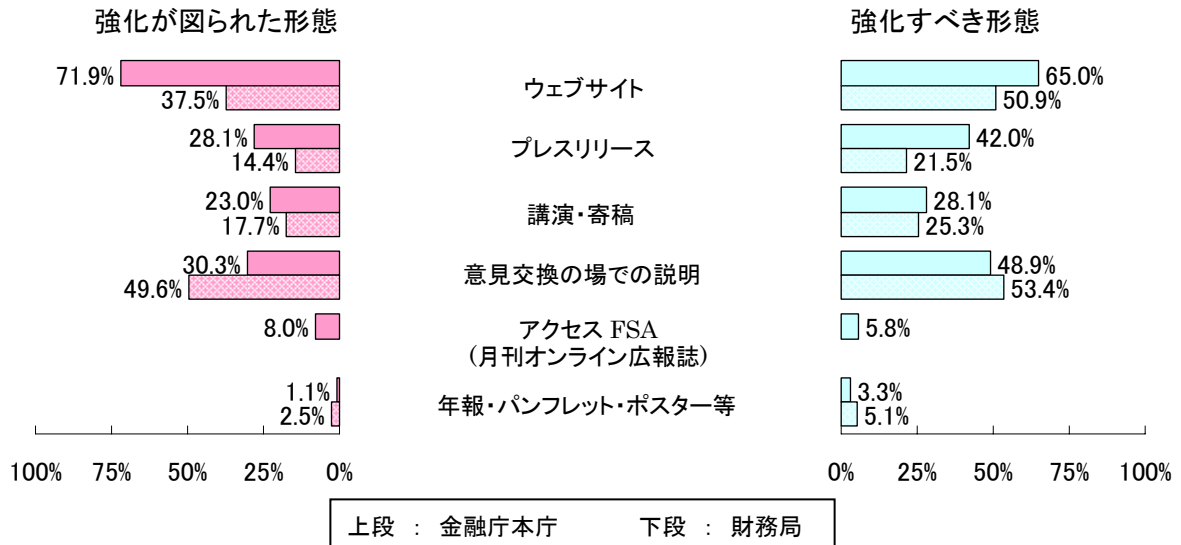 強化が図られた形態
強化すべき形態
71.9%
37.5%
ウェブサイト
65.0%
50.9%
28.1%
14.4%
プレスリリース
42.0%
21.5%
23.0%
17.7%
講演・寄稿
28.1%
25.3%
30.3%
49.6%
意見交換の場での説明
48.9%
53.4%
8.0%
アクセス FSA
(月刊オンライン広報誌)
5.8%
1.1%
2.5%
年報・パンフレット・ポスター等
3.3%
5.1%
100% 75% 50% 25% 0%
0% 25% 50% 75% 100%
上段 : 金融庁本庁 下段 : 財務局